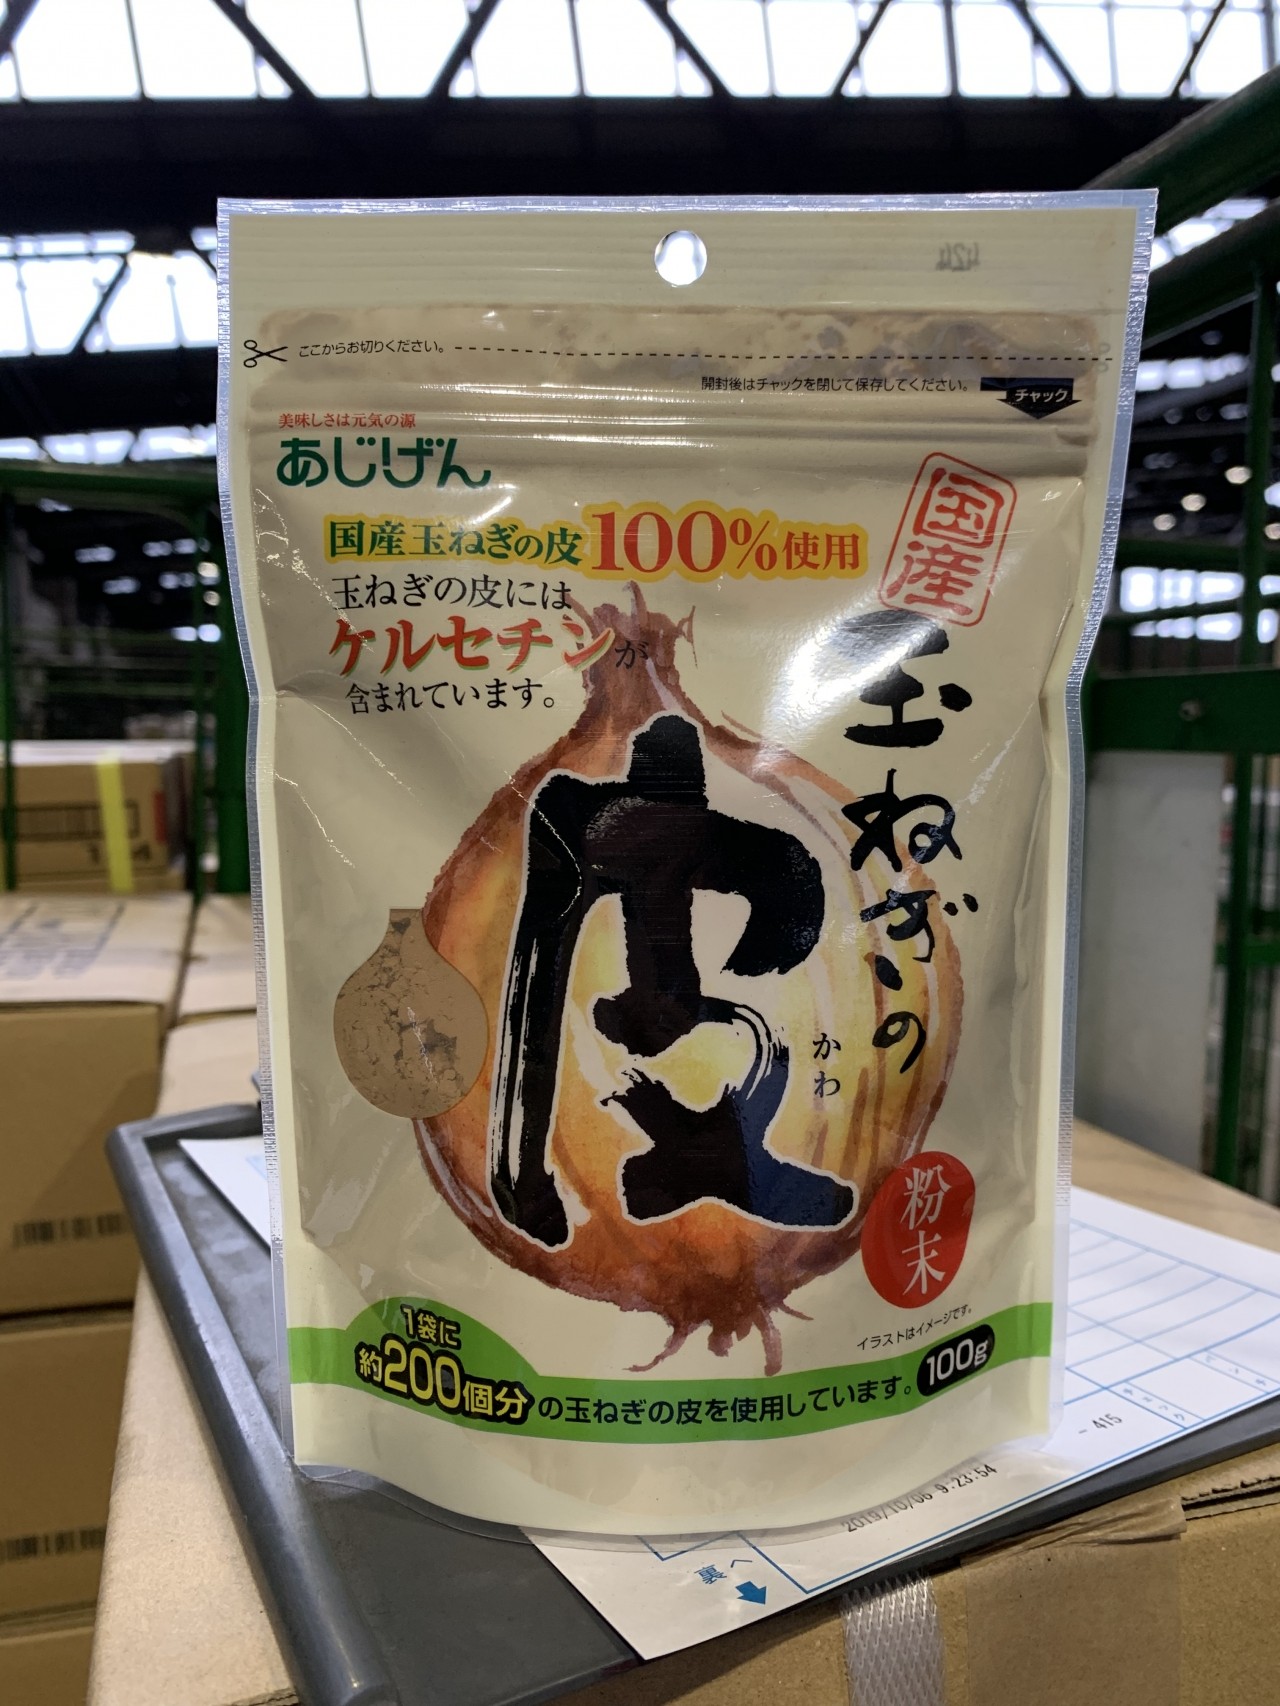 ここからお切りください。
開封後はチャックを閉じて保存してください。
チャック
美味しさは元気の源
あじげん
国産玉ねぎの皮100%使用
玉ねぎの皮には
ケルセチンが
含まれています。
国産
玉ねぎの
皮
かわ
粉末
イラストはイメージです。
1袋に
約200個分の玉ねぎの皮を使用しています。
100g
-415
2019/10/06 9:23:54
裏